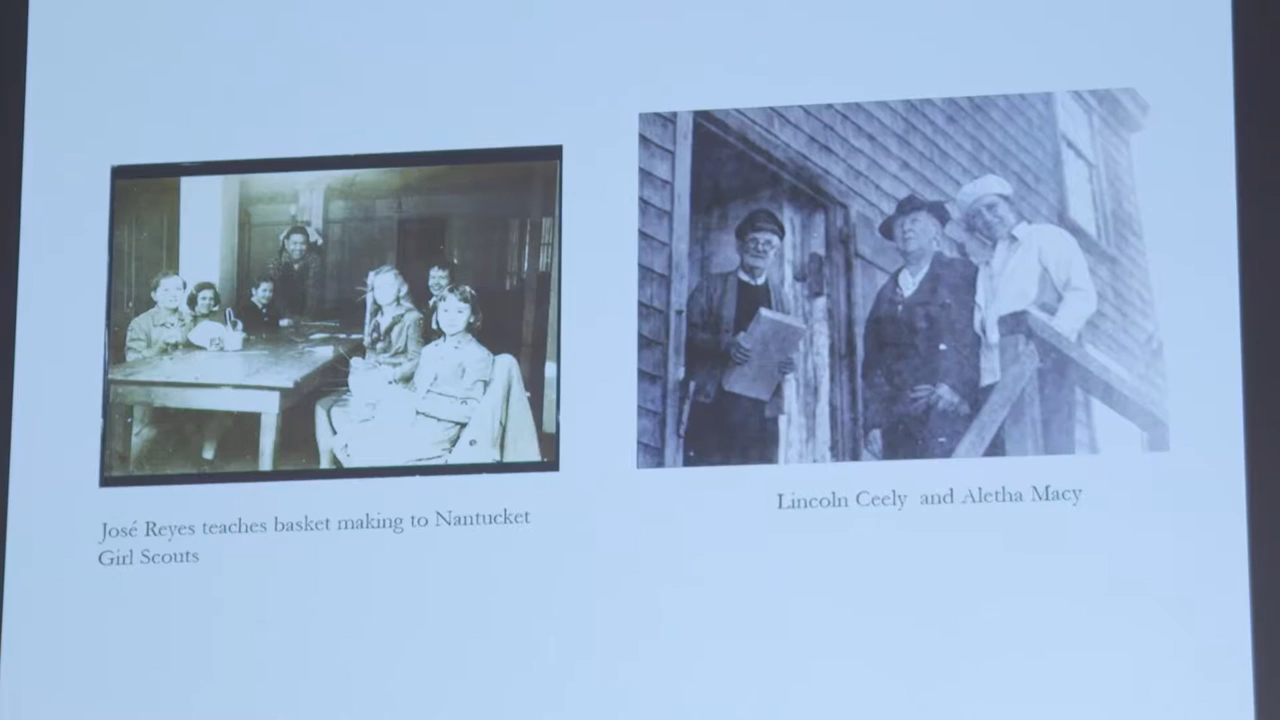 José Reyes teaches basket making to Nantucket
Girl Scouts
Lincoln Ceely  and Aletha Macy